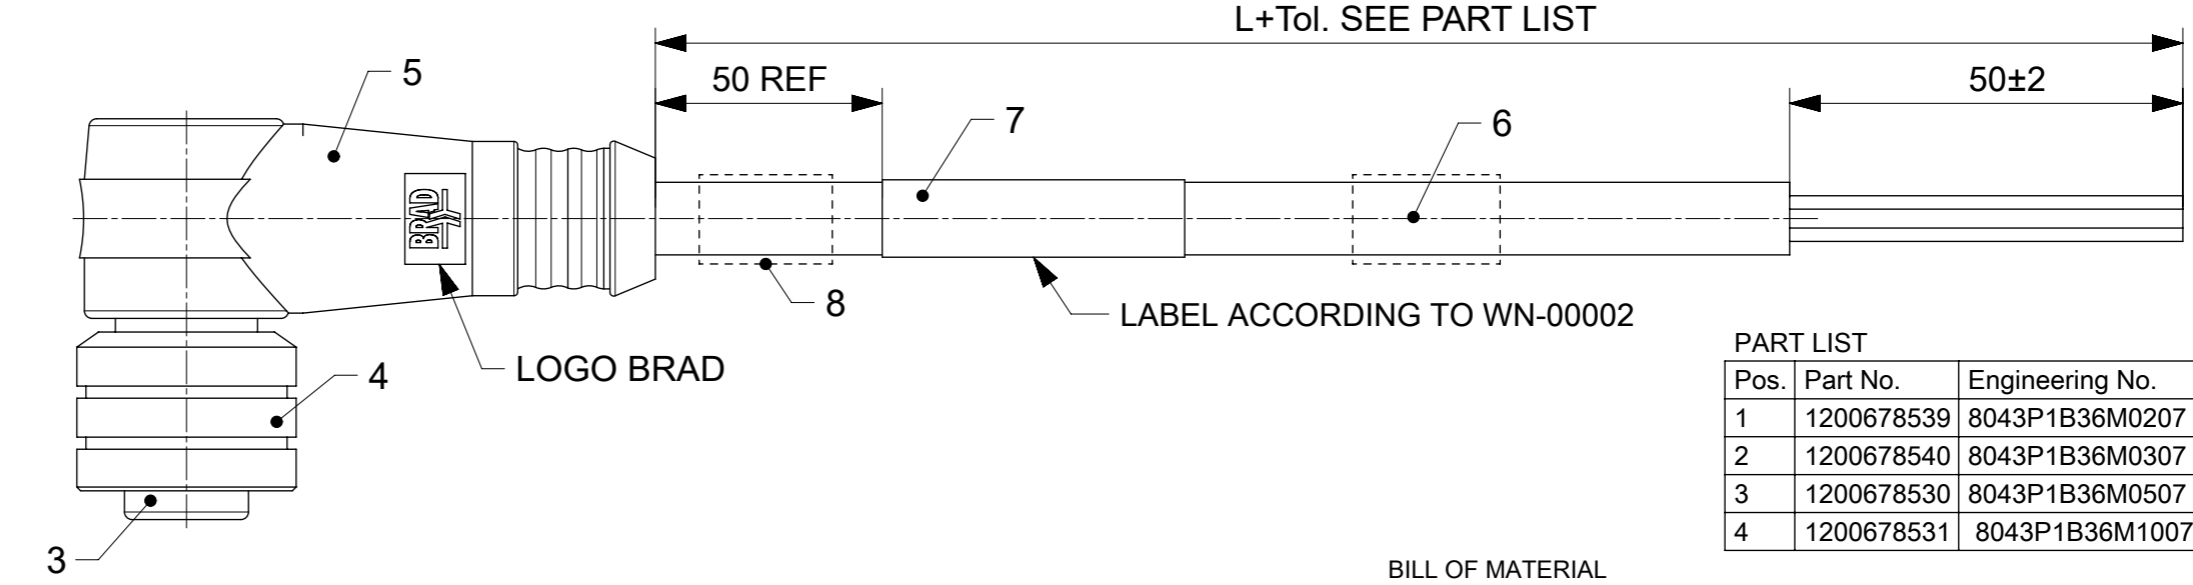 L+Tol. SEE PART LIST
50 REF
50±2
5
7
6
BRAD
8
LABEL ACCORDING TO WN-00002
LOGO BRAD
4
3
PART LIST
Pos. Part No. Engineering No.
1 1200678539 8043P1B36M0207
2 1200678540 8043P1B36M0307
3 1200678530 8043P1B36M0507
4 1200678531 8043P1B36M1007
BILL OF MATERIAL